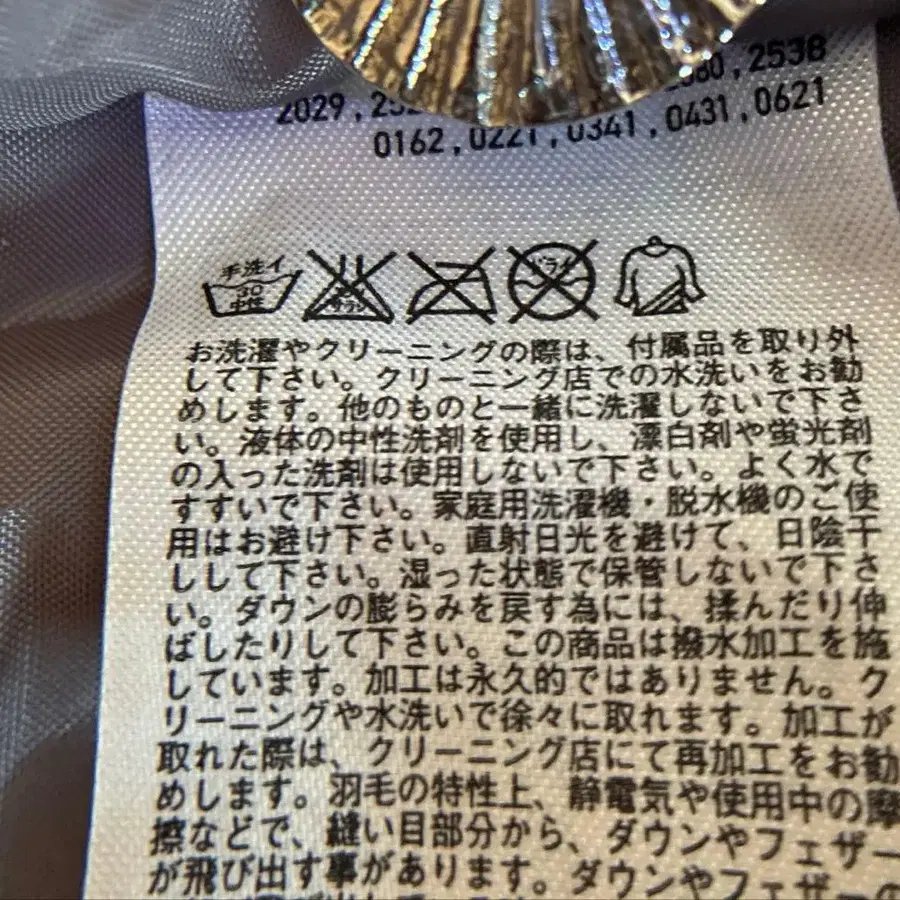 2538
2029
0162 , 0221 , 0341 , 0431 , 0621
手洗イ
30
中性
ドライ
お洗濯やクリーニングの際は、付属品を取り外
して下さい。クリーニング店での水洗いをお勧
めします。他のものと一緒に洗濯しないで下さ
い。液体の中性洗剤を使用し、漂白剤や蛍光剤
の入った洗剤は使用しないで下さい。よく水で
すすいで下さい。家庭用洗濯機・脱水機のご使
用はお避け下さい。直射日光を避けて、日陰干
しして下さい。湿った状態で保管しないで下さ
い。ダウンの膨らみを戻す為には、揉んだり伸
ばしたりして下さい。この商品は撥水加工を施
しています。加工は永久的ではありません。ク
リーニングや水洗いで徐々に取れます。加工が
取れた際は、クリーニング店にて再加工をお勧
めします。羽毛の特性上、静電気や使用中の摩
擦などで、縫い目部分から、ダウンやフェザー
が飛び出す事があります。ダウンやフェザーの